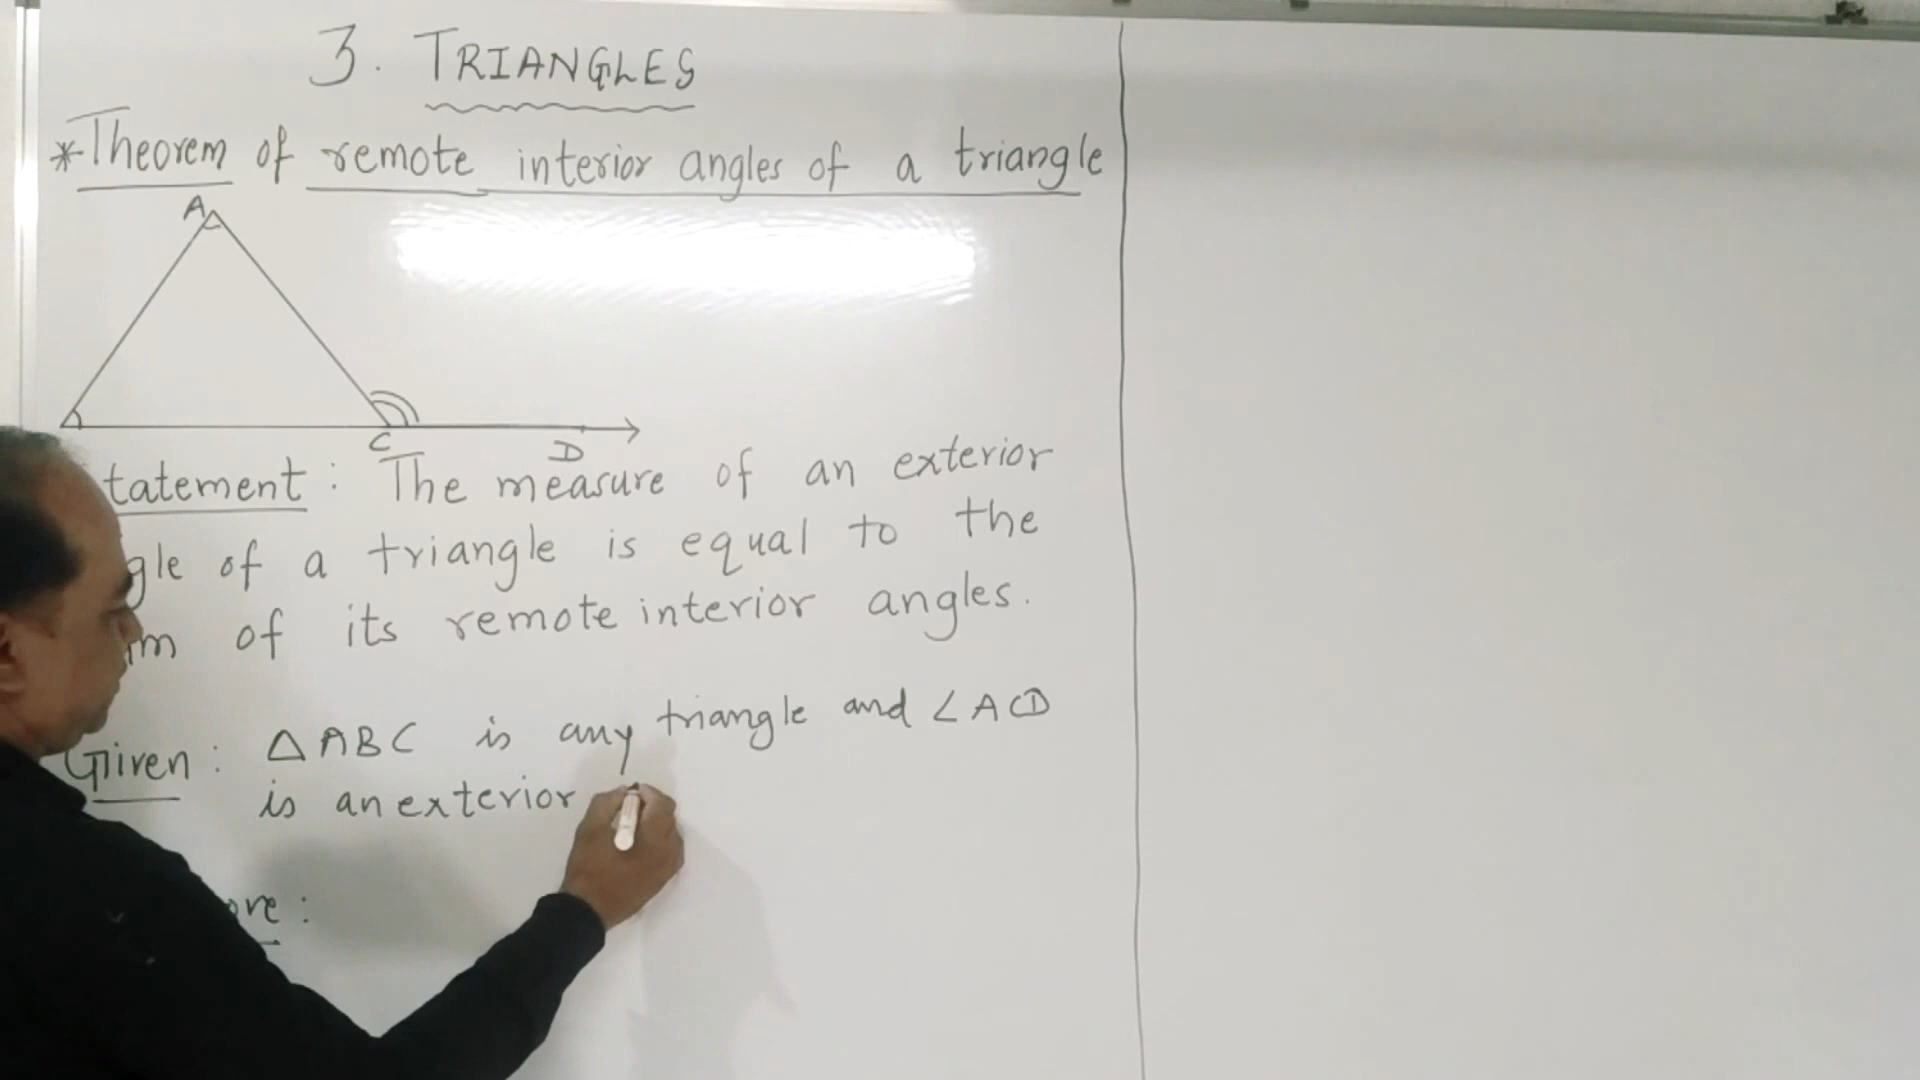 3. TRIANGLES
*Theorem of remote interior angles of a triangle
A
C
D
tatement : The measure of an exterior
gle of a triangle is equal to the
m of its remote interior angles.
Given : △ABC is any triangle and ∠ACD
is an exterior
ove :